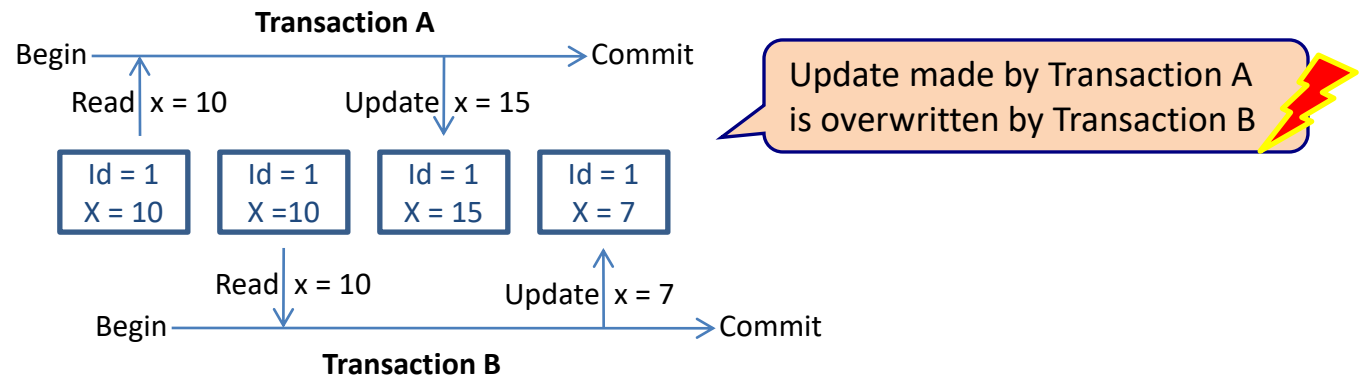 Transaction A
Begin
Commit
Read x = 10
Update x = 15
Update made by Transaction A
is overwritten by Transaction B
Id = 1
X = 10
Id = 1
X =10
Id = 1
X = 15
Id = 1
X = 7
Read x = 10
Update x = 7
Begin
Commit
Transaction B